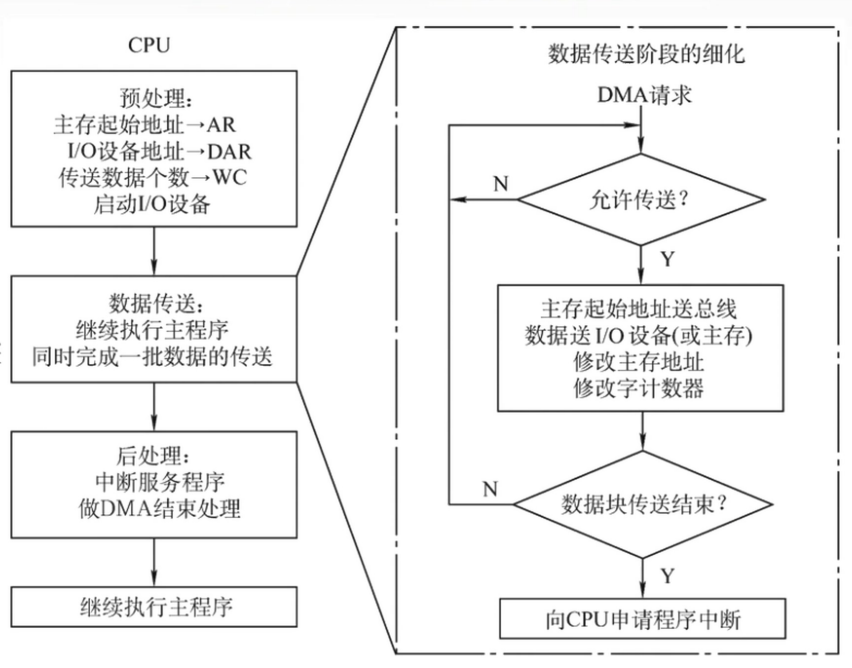 CPU
预处理：
主存起始地址→AR
I/O设备地址→DAR
传送数据个数→WC
启动I/O设备
数据传送：
继续执行主程序
同时完成一批数据的传送
后处理：
中断服务程序
做DMA结束处理
继续执行主程序
数据传送阶段的细化
DMA请求
允许传送？
N
Y
主存起始地址送总线
数据送 I/O 设备(或主存)
修改主存地址
修改字计数器
数据块传送结束？
N
Y
向CPU申请程序中断